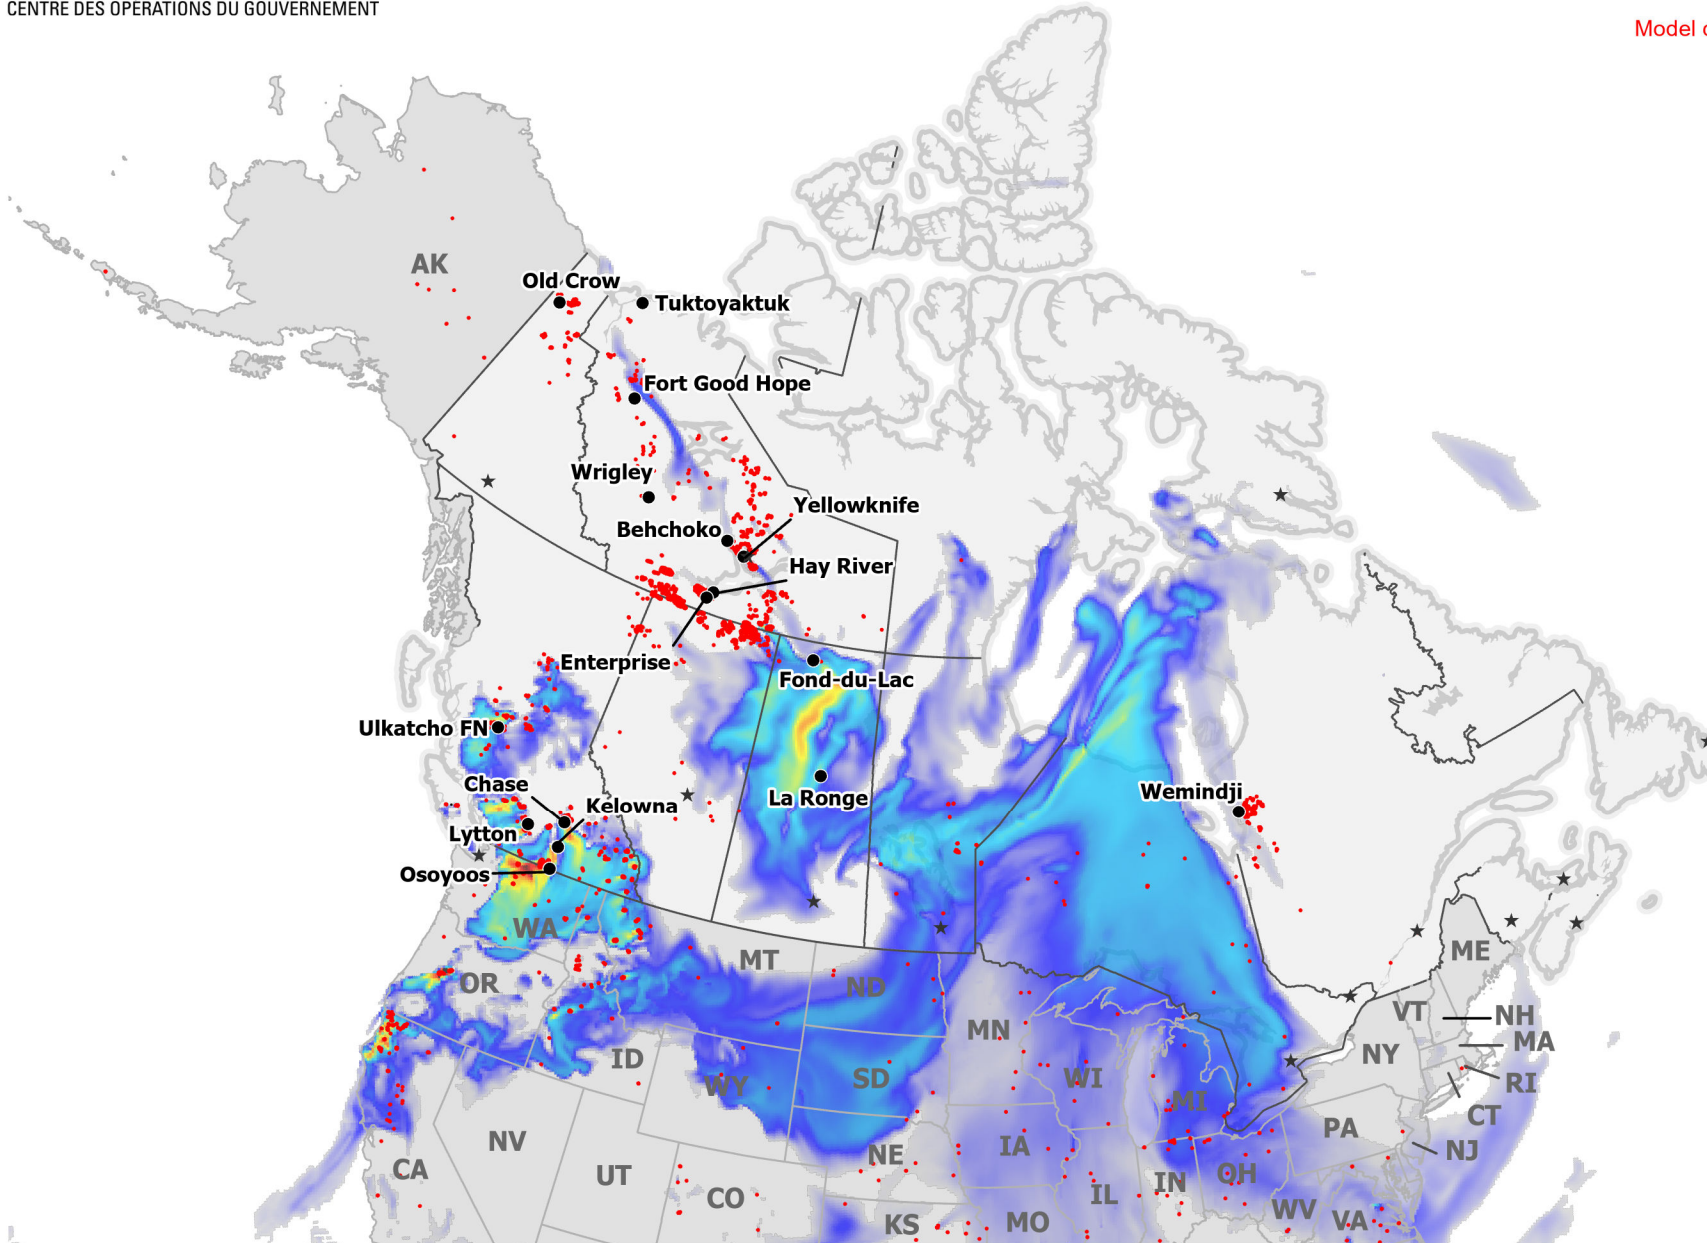 CENTRE DES OPÉRATIONS DU GOUVERNEMENT
Model
AK
Old Crow
Tuktoyaktuk
Fort Good Hope
Wrigley
Yellowknife
Behchoko
Hay River
Enterprise
Fond-du-Lac
Ulkatcho FN
Chase
Kelowna
La Ronge
Wemindji
Lytton
Osoyoos
WA
MT
ME
OR
ND
VT
NH
MN
MA
NY
ID
WY
SD
WI
RI
MI
CT
PA
NV
IA
NE
NJ
CA
UT
CO
IN
OH
IL
WV
VA
KS
MO